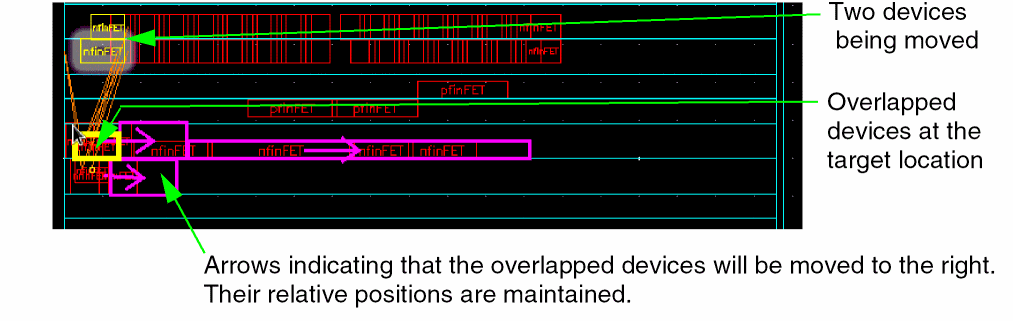 Two devices
being moved
nfinFET
nfinFET
nfinFET
nfinFET
pfinFET
pfinFET
pfinFET
Overlapped
devices at the
target location
nfinFET
nfinFET
nfinFET
nfinFET
Arrows indicating that the overlapped devices will be moved to the right.
Their relative positions are maintained.